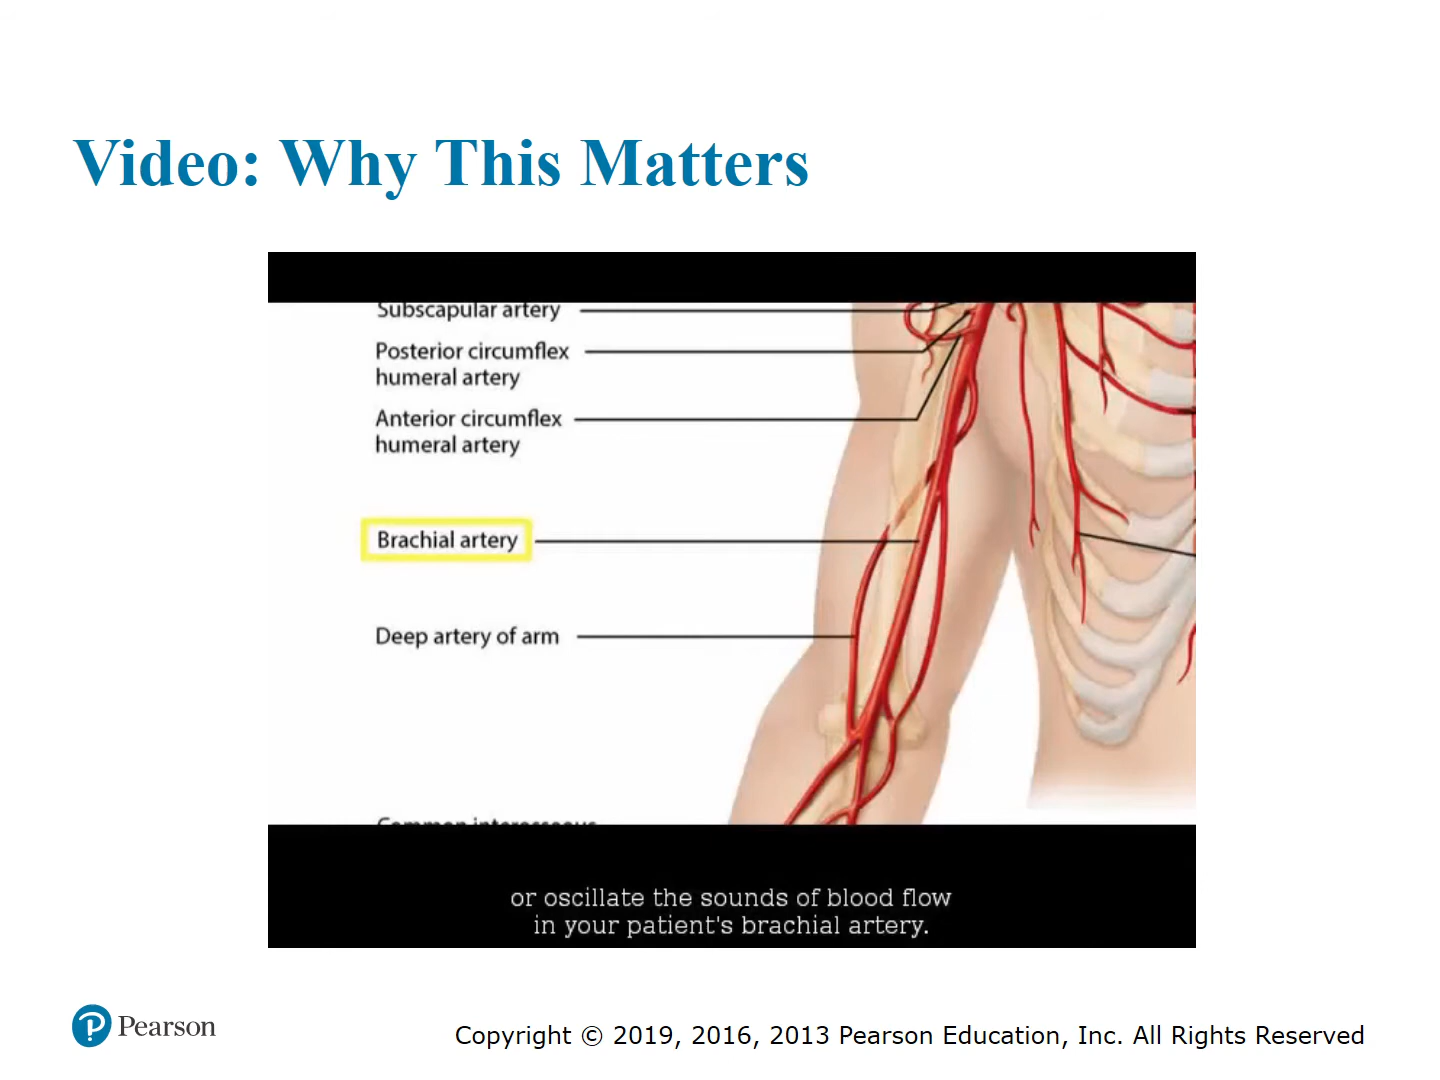 Video: Why This Matters
Subscapular artery
Posterior circumflex
humeral artery
Anterior circumflex
humeral artery
Brachial artery
Deep artery of arm
Common interosseous
or oscillate the sounds of blood flow
in your patient's brachial artery.
Pearson
Copyright © 2019, 2016, 2013 Pearson Education, Inc. All Rights Reserved